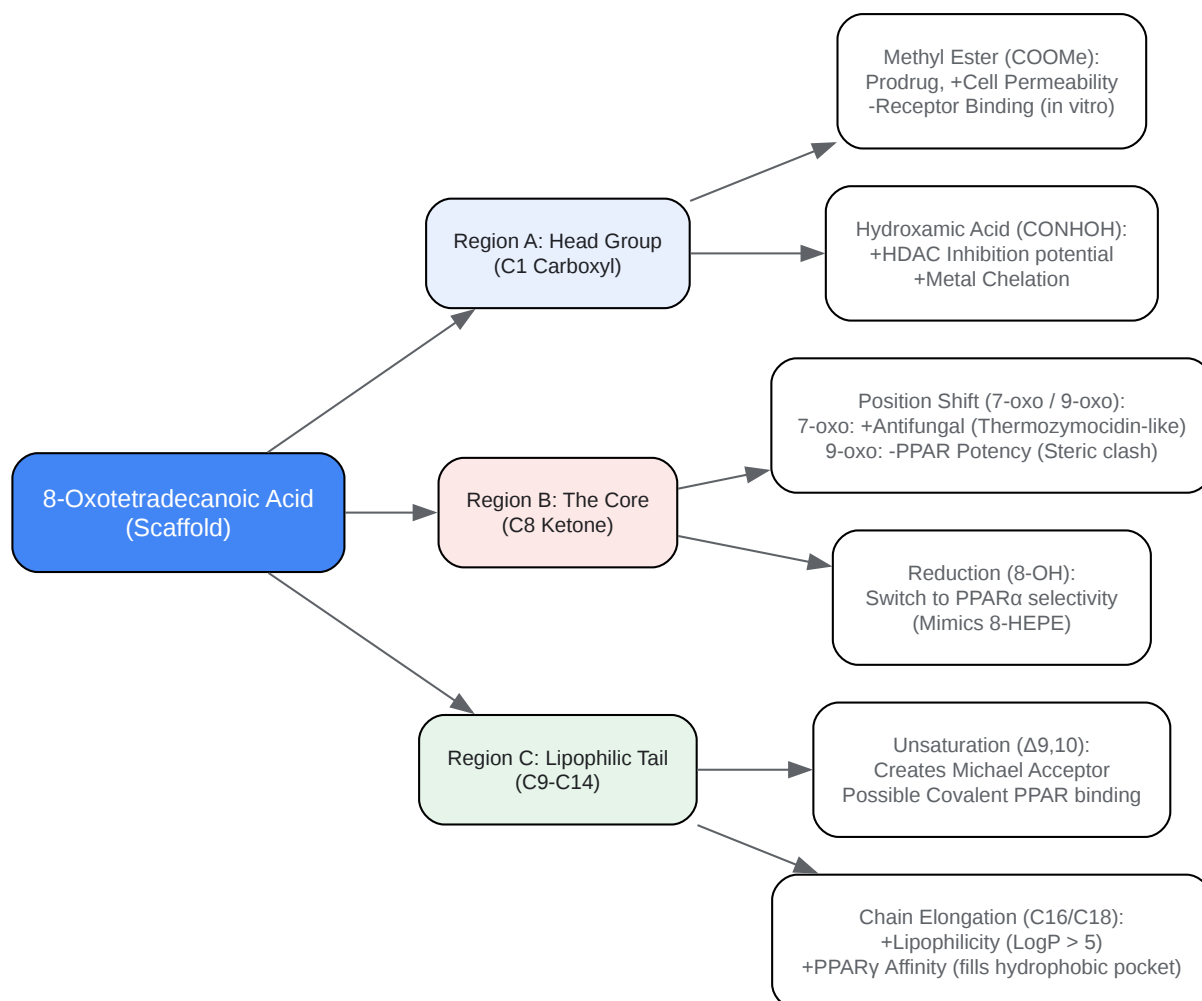 8-Oxotetradecanoic Acid
(Scaffold)
Region A: Head Group
(C1 Carboxyl)
Methyl Ester (COOMe):
Prodrug, +Cell Permeability
-Receptor Binding (in vitro)
Hydroxamic Acid (CONHOH):
+HDAC Inhibition potential
+Metal Chelation
Region B: The Core
(C8 Ketone)
Position Shift (7-oxo / 9-oxo):
7-oxo: +Antifungal (Thermozymocidin-like)
9-oxo: -PPAR Potency (Steric clash)
Reduction (8-OH):
Switch to PPARα selectivity
(Mimics 8-HEPE)
Region C: Lipophilic Tail
(C9-C14)
Unsaturation (Δ9,10):
Creates Michael Acceptor
Possible Covalent PPAR binding
Chain Elongation (C16/C18):
+Lipophilicity (LogP > 5)
+PPARγ Affinity (fills hydrophobic pocket)